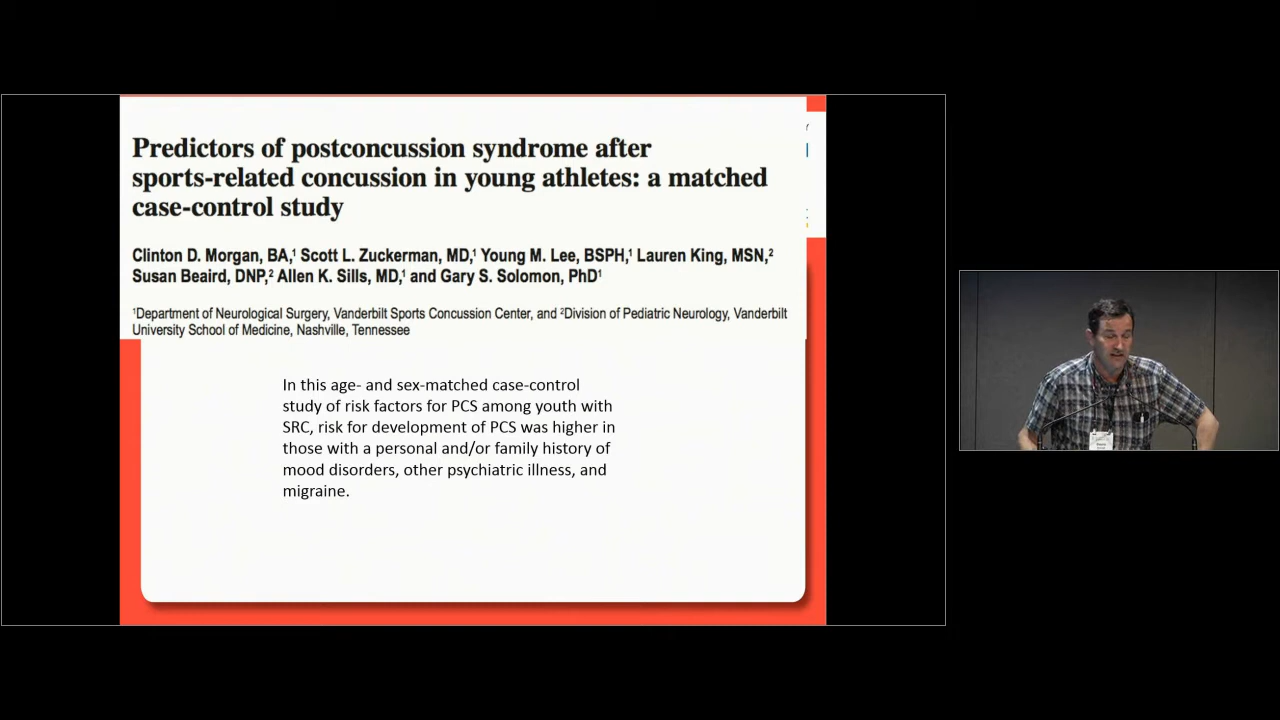 Predictors of postconcussion syndrome after
sports-related concussion in young athletes: a matched
case-control study
Clinton D. Morgan, BA,¹ Scott L. Zuckerman, MD,¹ Young M. Lee, BSPH,¹ Lauren King, MSN,²
Susan Beaird, DNP,² Allen K. Sills, MD,¹ and Gary S. Solomon, PhD¹
¹Department of Neurological Surgery, Vanderbilt Sports Concussion Center, and ²Division of Pediatric Neurology, Vanderbilt
University School of Medicine, Nashville, Tennessee
In this age- and sex-matched case-control
study of risk factors for PCS among youth with
SRC, risk for development of PCS was higher in
those with a personal and/or family history of
mood disorders, other psychiatric illness, and
migraine.